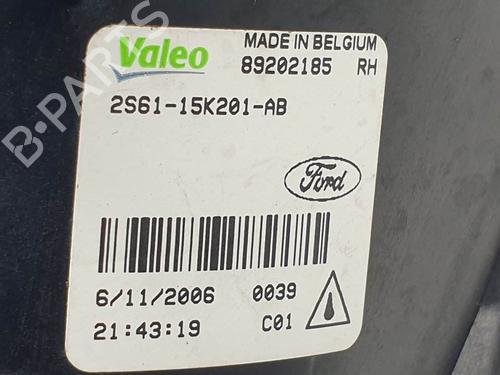 Valeo
MADE IN BELGIUM
89202185 RH
2S61-15K201-AB
Ford
6/11/2006 0039
21:43:19 C01
B-PARTS